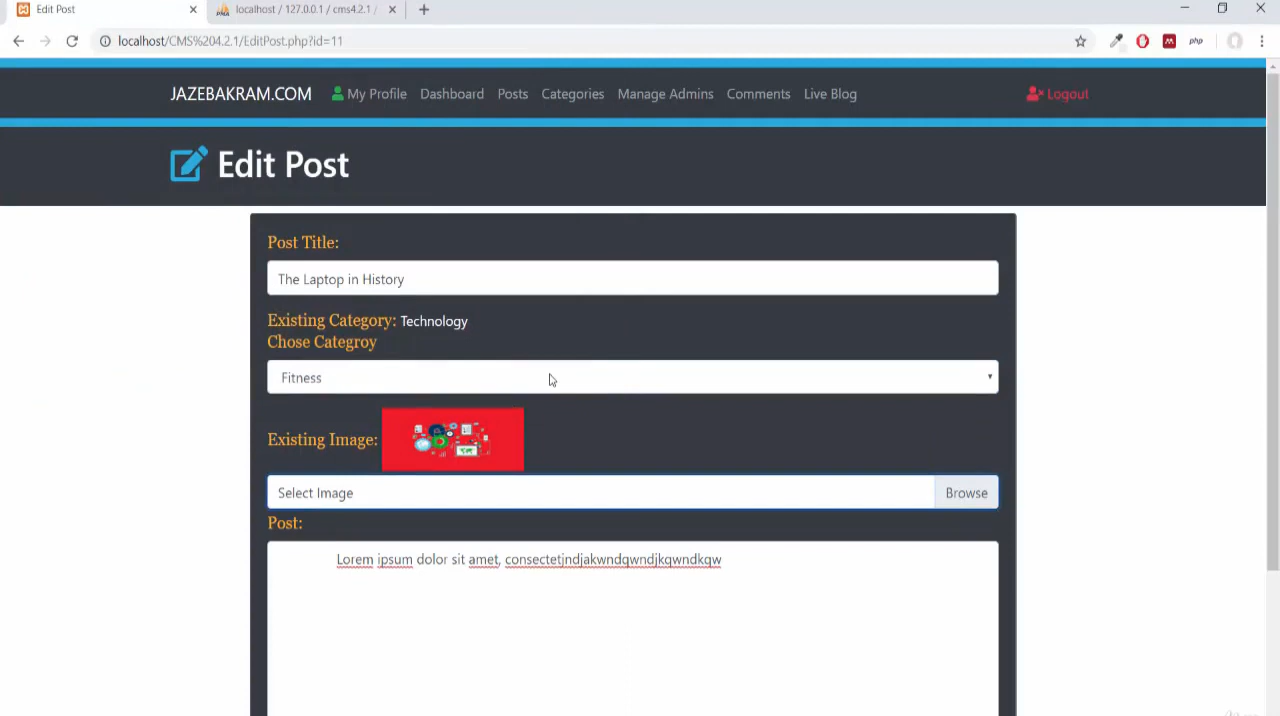 Edit Post
localhost / 127.0.0.1 / cms4.2.1 /
localhost/CMS%204.2.1/EditPost.php?id=11
php
JAZEBAKRAM.COM My Profile Dashboard Posts Categories Manage Admins Comments Live Blog Logout
Edit Post
Post Title:
The Laptop in History
Existing Category: Technology
Chose Categroy
Fitness
Existing Image:
Select Image Browse
Post:
Lorem ipsum dolor sit amet, consectetjndjakwndqwndjkqwndkqw